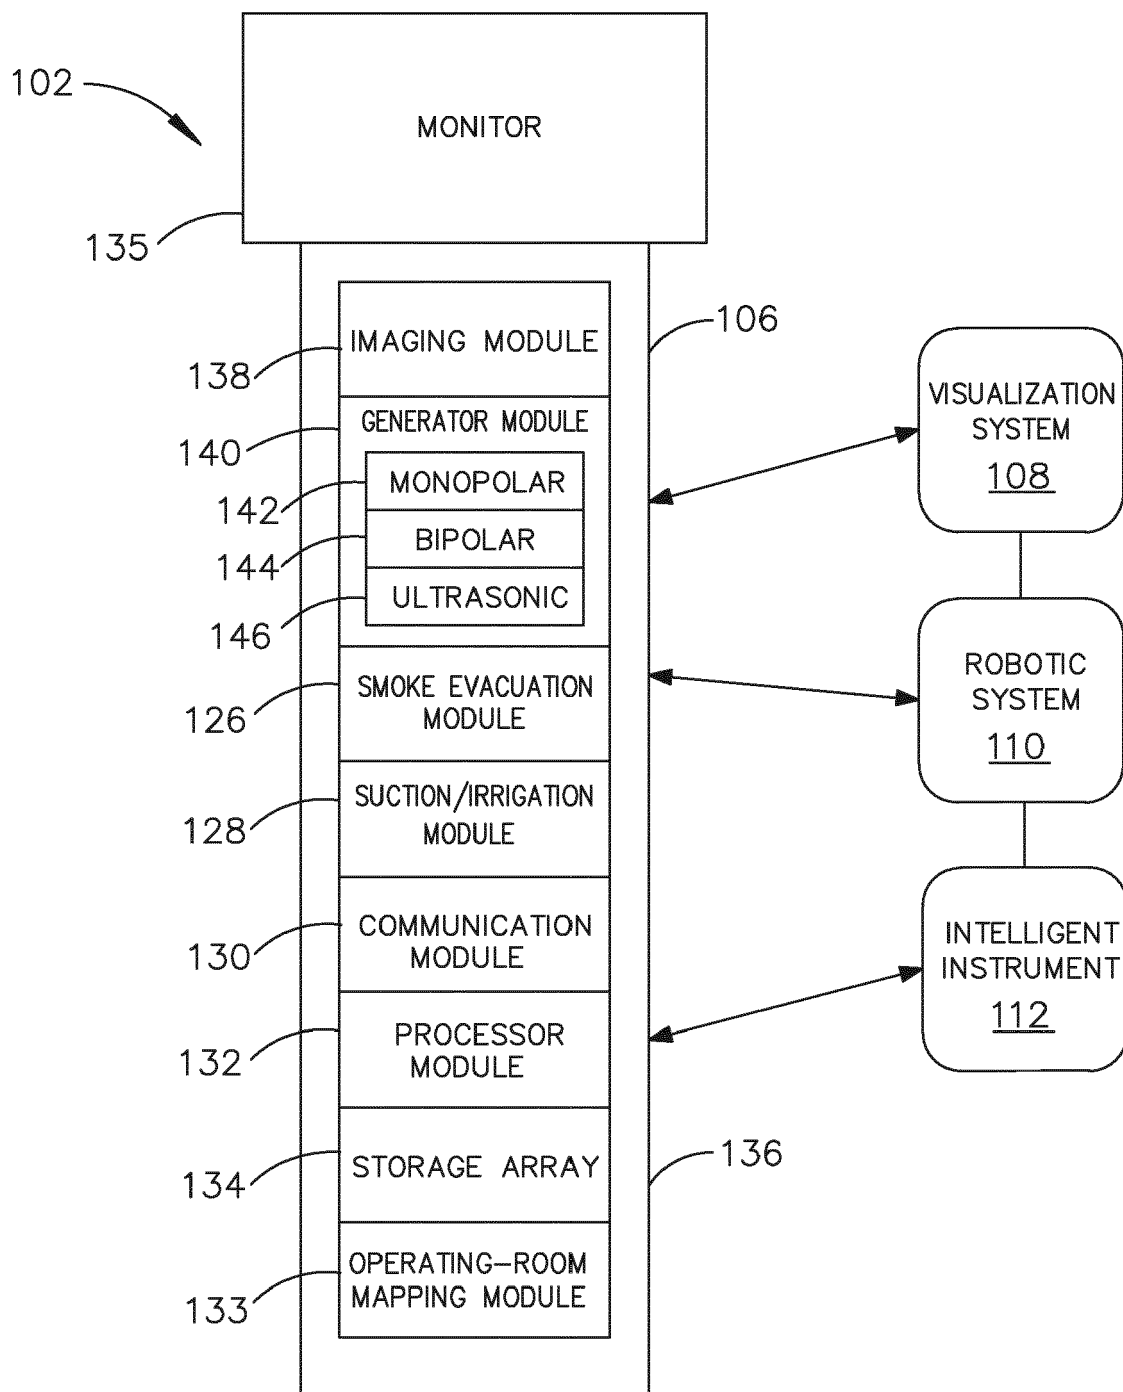 102
MONITOR
135
106
IMAGING MODULE
138
GENERATOR MODULE
140
MONOPOLAR
142
BIPOLAR
144
ULTRASONIC
146
SMOKE EVACUATION
MODULE
126
SUCTION/IRRIGATION
MODULE
128
COMMUNICATION
MODULE
130
PROCESSOR
MODULE
132
STORAGE ARRAY
134
136
OPERATING-ROOM
MAPPING MODULE
133
VISUALIZATION
SYSTEM
108
ROBOTIC
SYSTEM
110
INTELLIGENT
INSTRUMENT
112